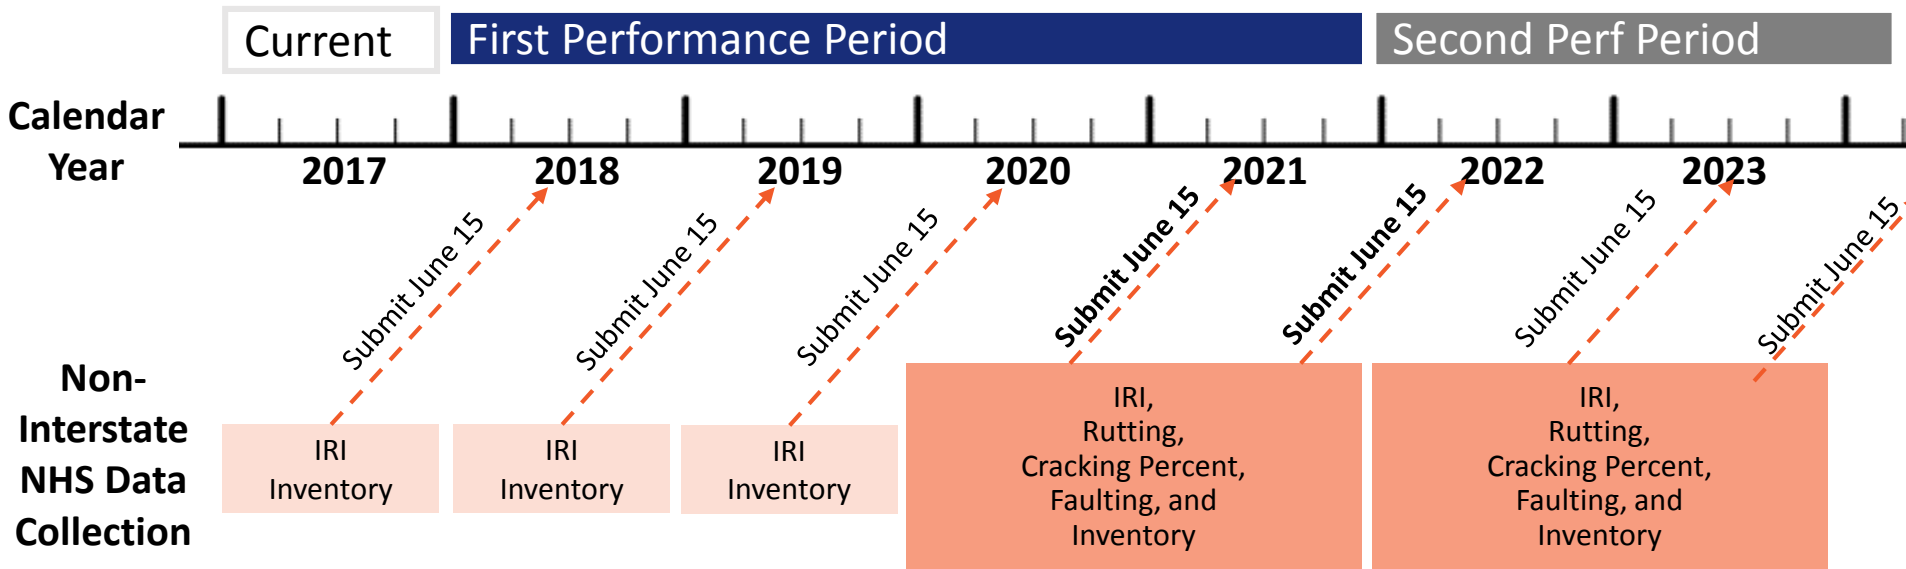 Current
First Performance Period
Second Perf Period
Calendar
Year
2017
2018
2019
2020
2021
2022
2023
Submit June 15
Submit June 15
Submit June 15
Submit June 15
Submit June 15
Submit June 15
Submit June 15
Non-
Interstate
NHS Data
Collection
IRI
Inventory
IRI
Inventory
IRI
Inventory
IRI,
Rutting,
Cracking Percent,
Faulting, and
Inventory
IRI,
Rutting,
Cracking Percent,
Faulting, and
Inventory